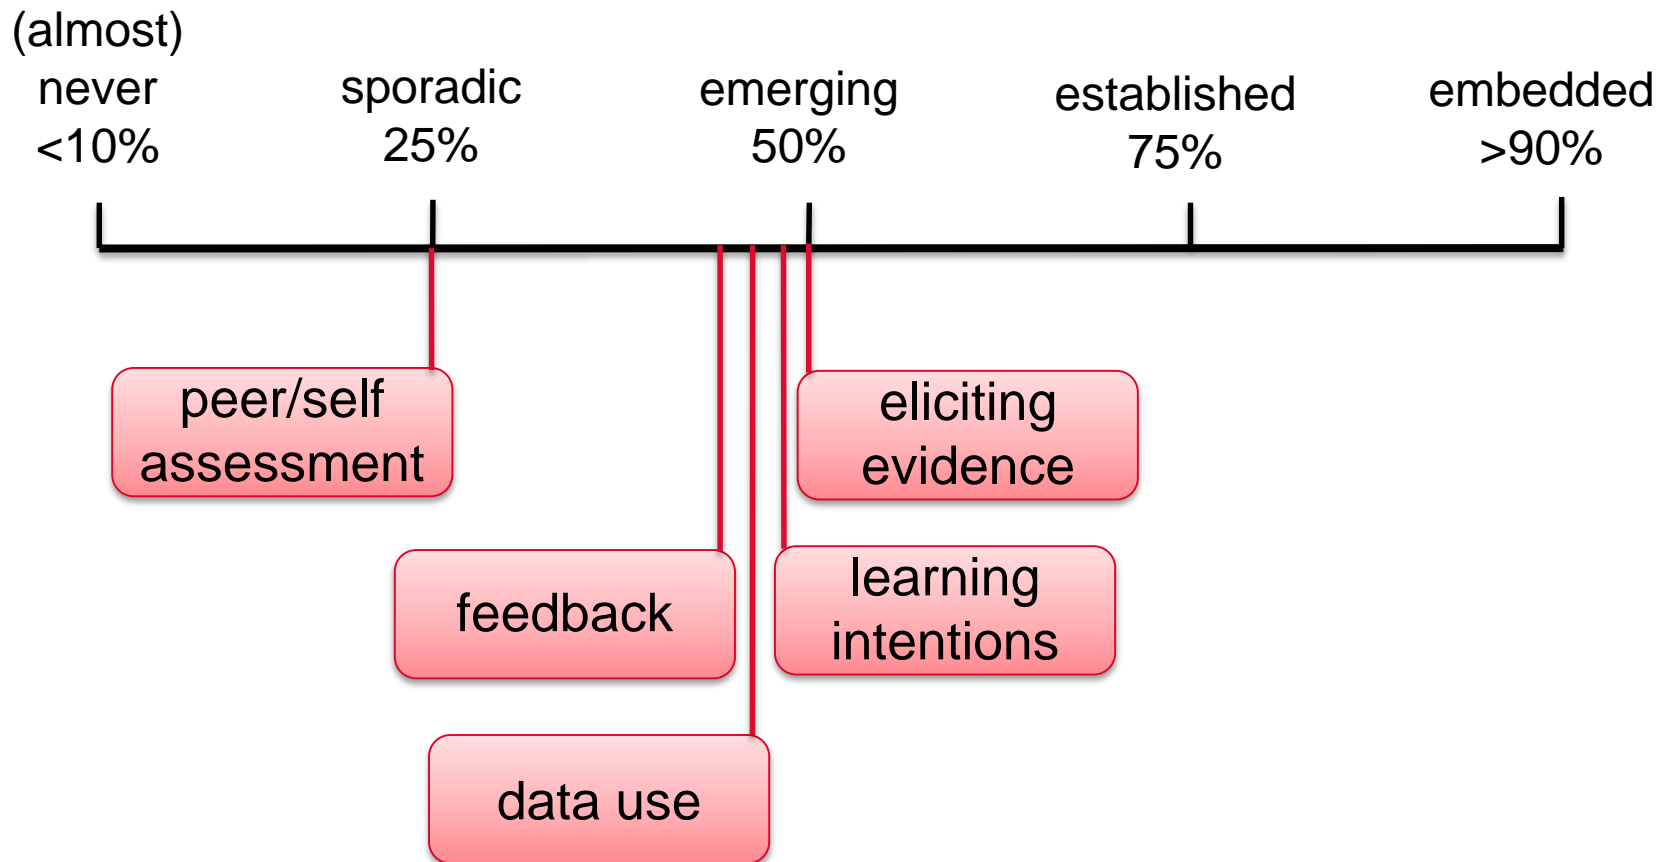 (almost)
never
<10%
sporadic
25%
emerging
50%
established
75%
embedded
>90%
peer/self
assessment
eliciting
evidence
feedback
learning
intentions
data use